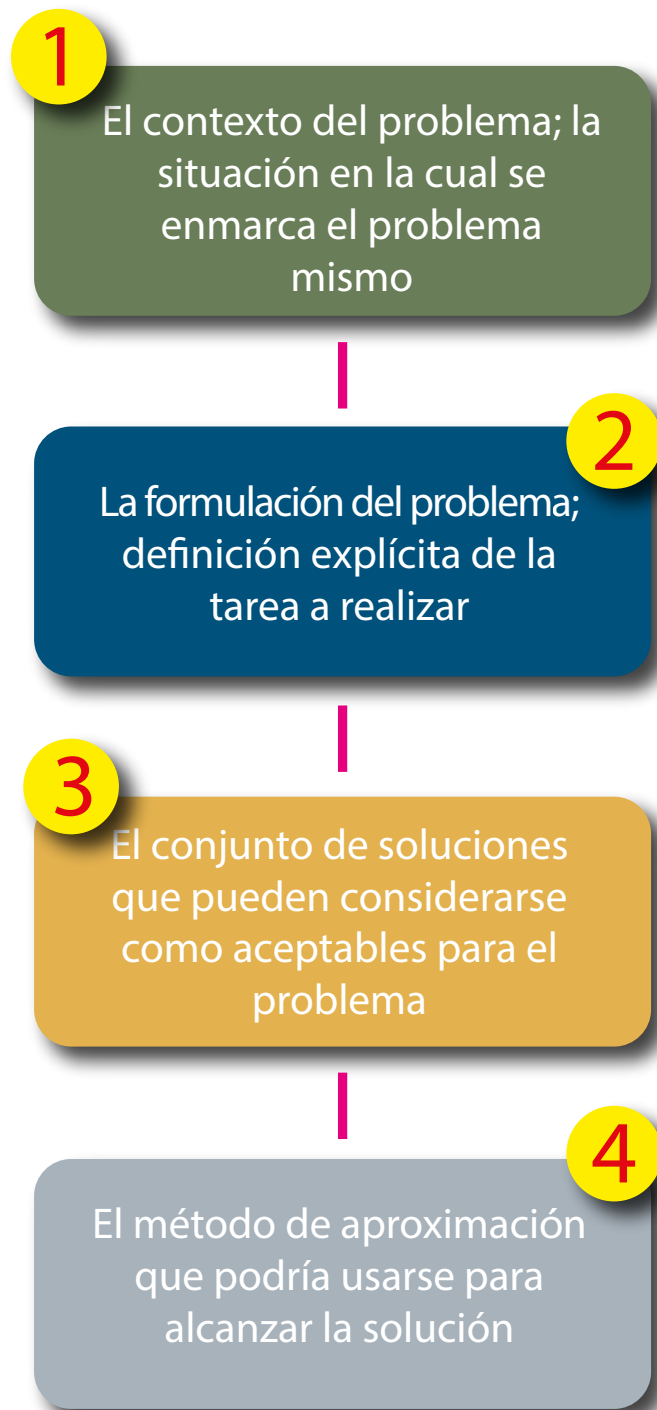 1
El contexto del problema; la
situación en la cual se
enmarca el problema
mismo
2
La formulación del problema;
definición explícita de la
tarea a realizar
3
El conjunto de soluciones
que pueden considerarse
como aceptables para el
problema
4
El método de aproximación
que podría usarse para
alcanzar la solución